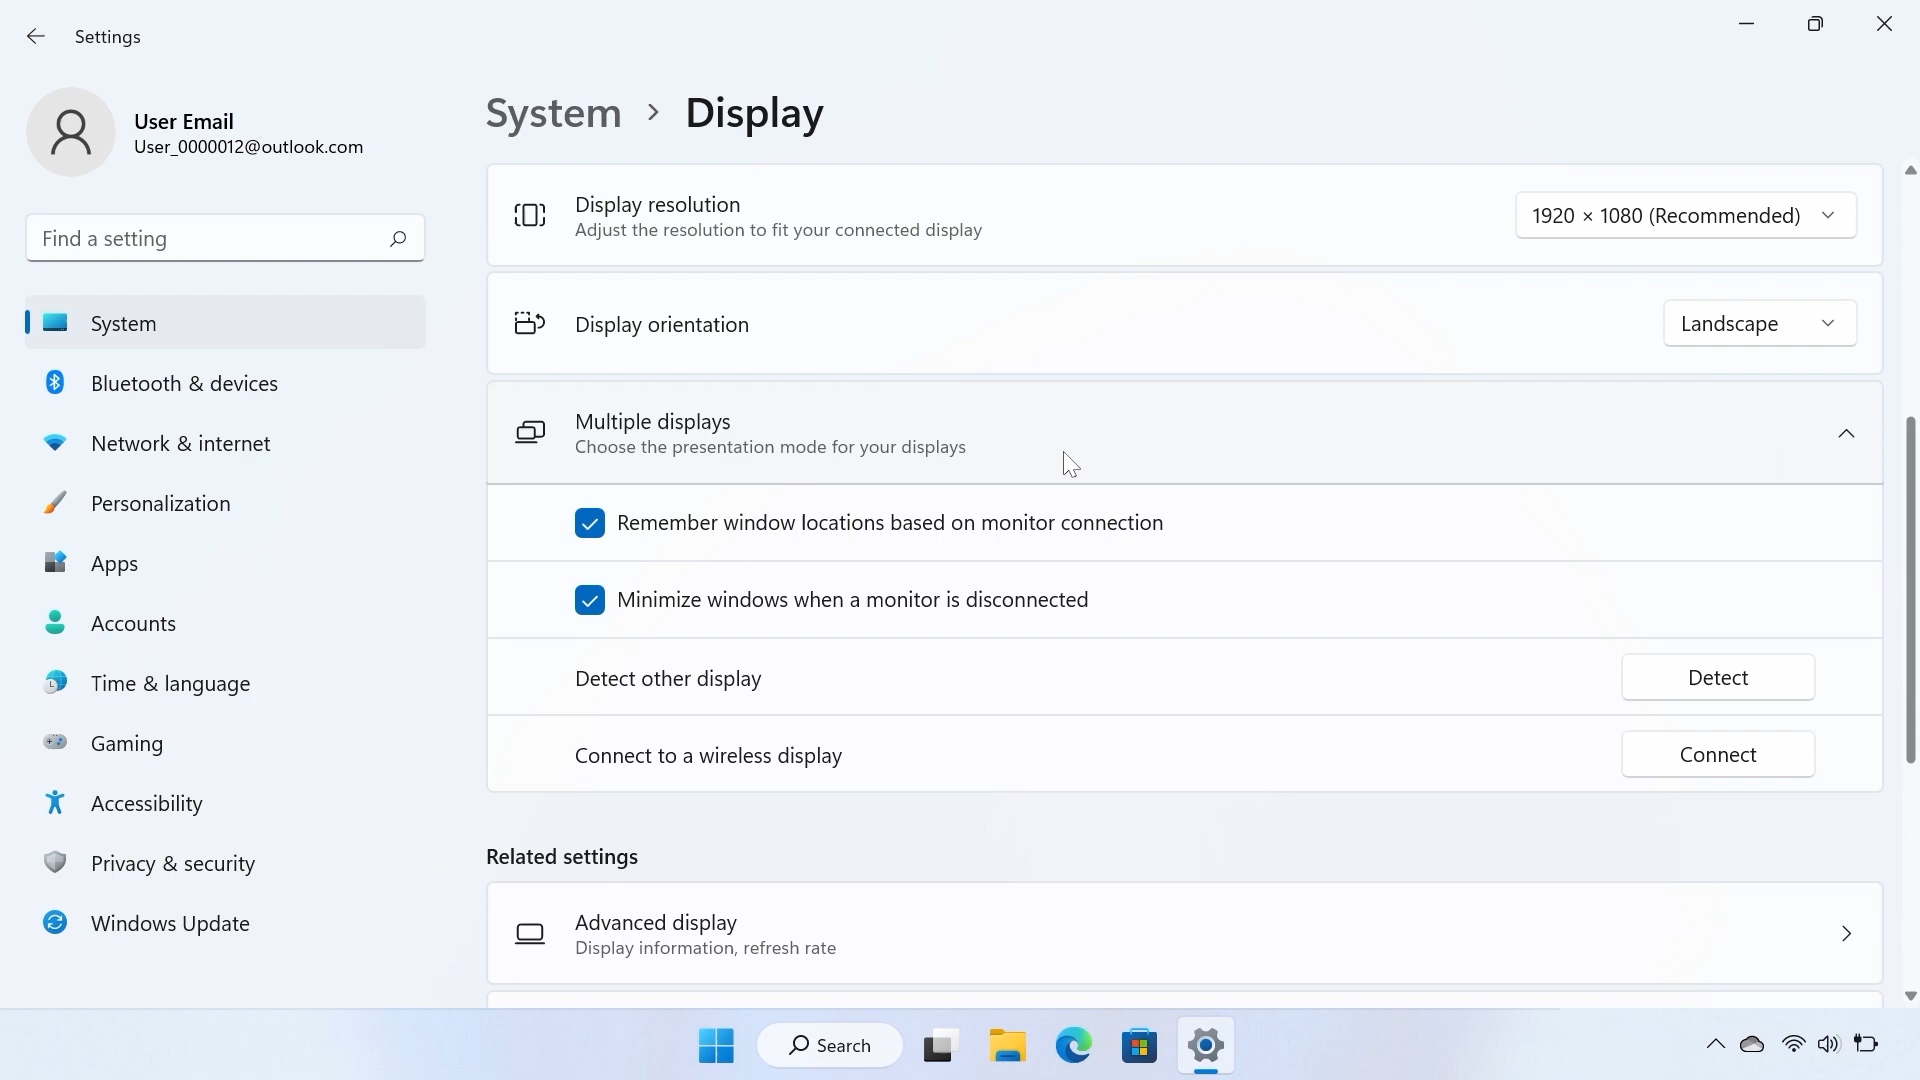 Settings
User Email
User_0000012@outlook.com
Find a setting
System
Bluetooth & devices
Network & internet
Personalization
Apps
Accounts
Time & language
Gaming
Accessibility
Privacy & security
Windows Update
System > Display
Display resolution
Adjust the resolution to fit your connected display
1920 × 1080 (Recommended)
Display orientation
Landscape
Multiple displays
Choose the presentation mode for your displays
Remember window locations based on monitor connection
Minimize windows when a monitor is disconnected
Detect other display
Detect
Connect to a wireless display
Connect
Related settings
Advanced display
Display information, refresh rate
Search